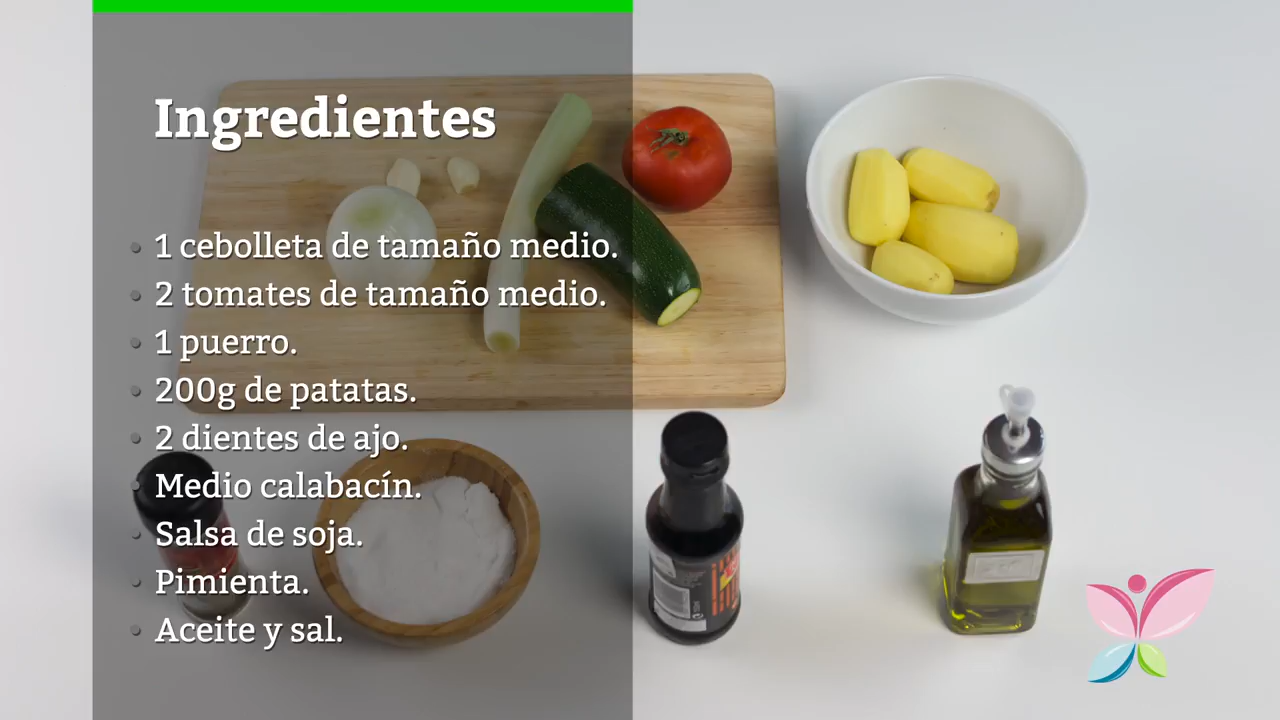 Ingredientes
1 cebolleta de tamaño medio.
2 tomates de tamaño medio.
1 puerro.
200g de patatas.
2 dientes de ajo.
Medio calabacín.
Salsa de soja.
Pimienta.
Aceite y sal.